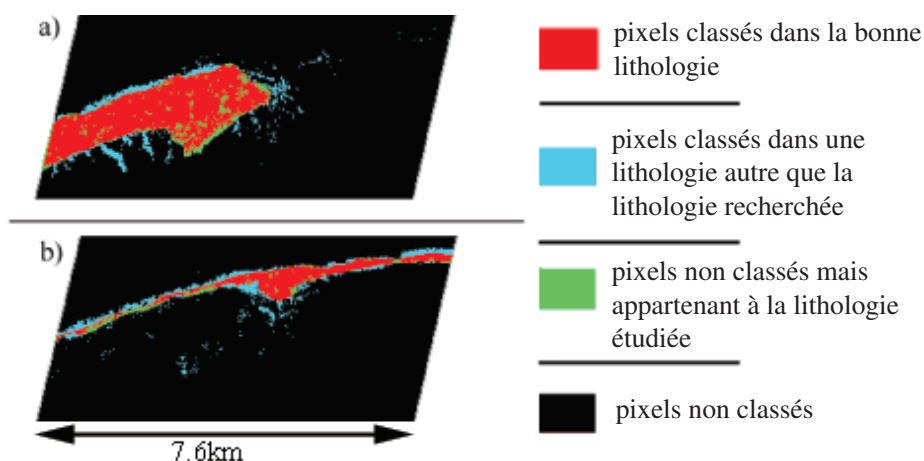 a)
b)
7.6km
pixels classés dans la bonne
lithologie
pixels classés dans une
lithologie autre que la
lithologie recherchée
pixels non classés mais
appartenant à la lithologie
étudiée
pixels non classés